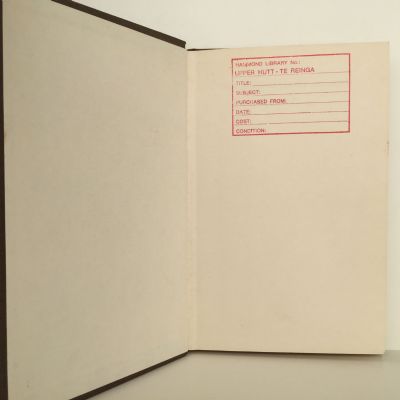 HAMMOND LIBRARY No.:
UPPER HUTT - TE REINGA
TITLE:
SUBJECT:
PURCHASED FROM:
DATE:
COST:
CONDITION: